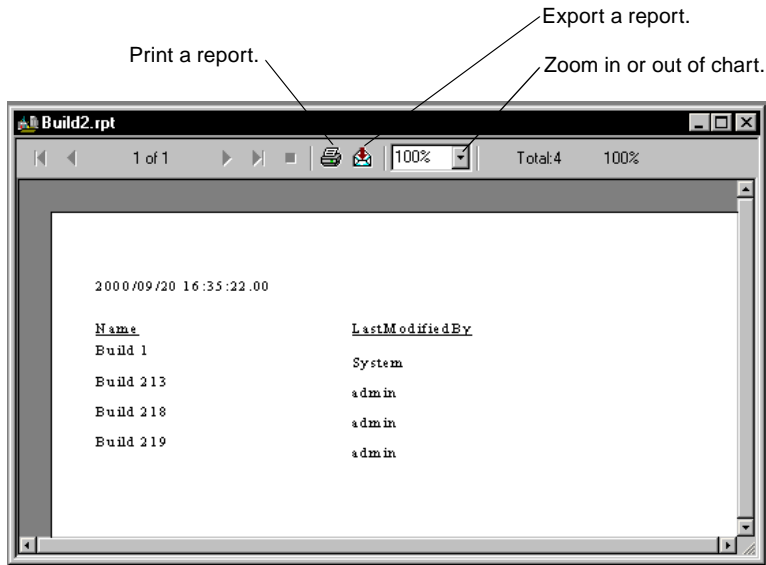 Export a report.
Print a report.
Zoom in or out of chart.
Build2.rpt
1 of 1 100% Total:4 100%
2000/09/20 16:35:22.00
Name LastModifiedBy
Build 1 System
Build 213 admin
Build 218 admin
Build 219 admin